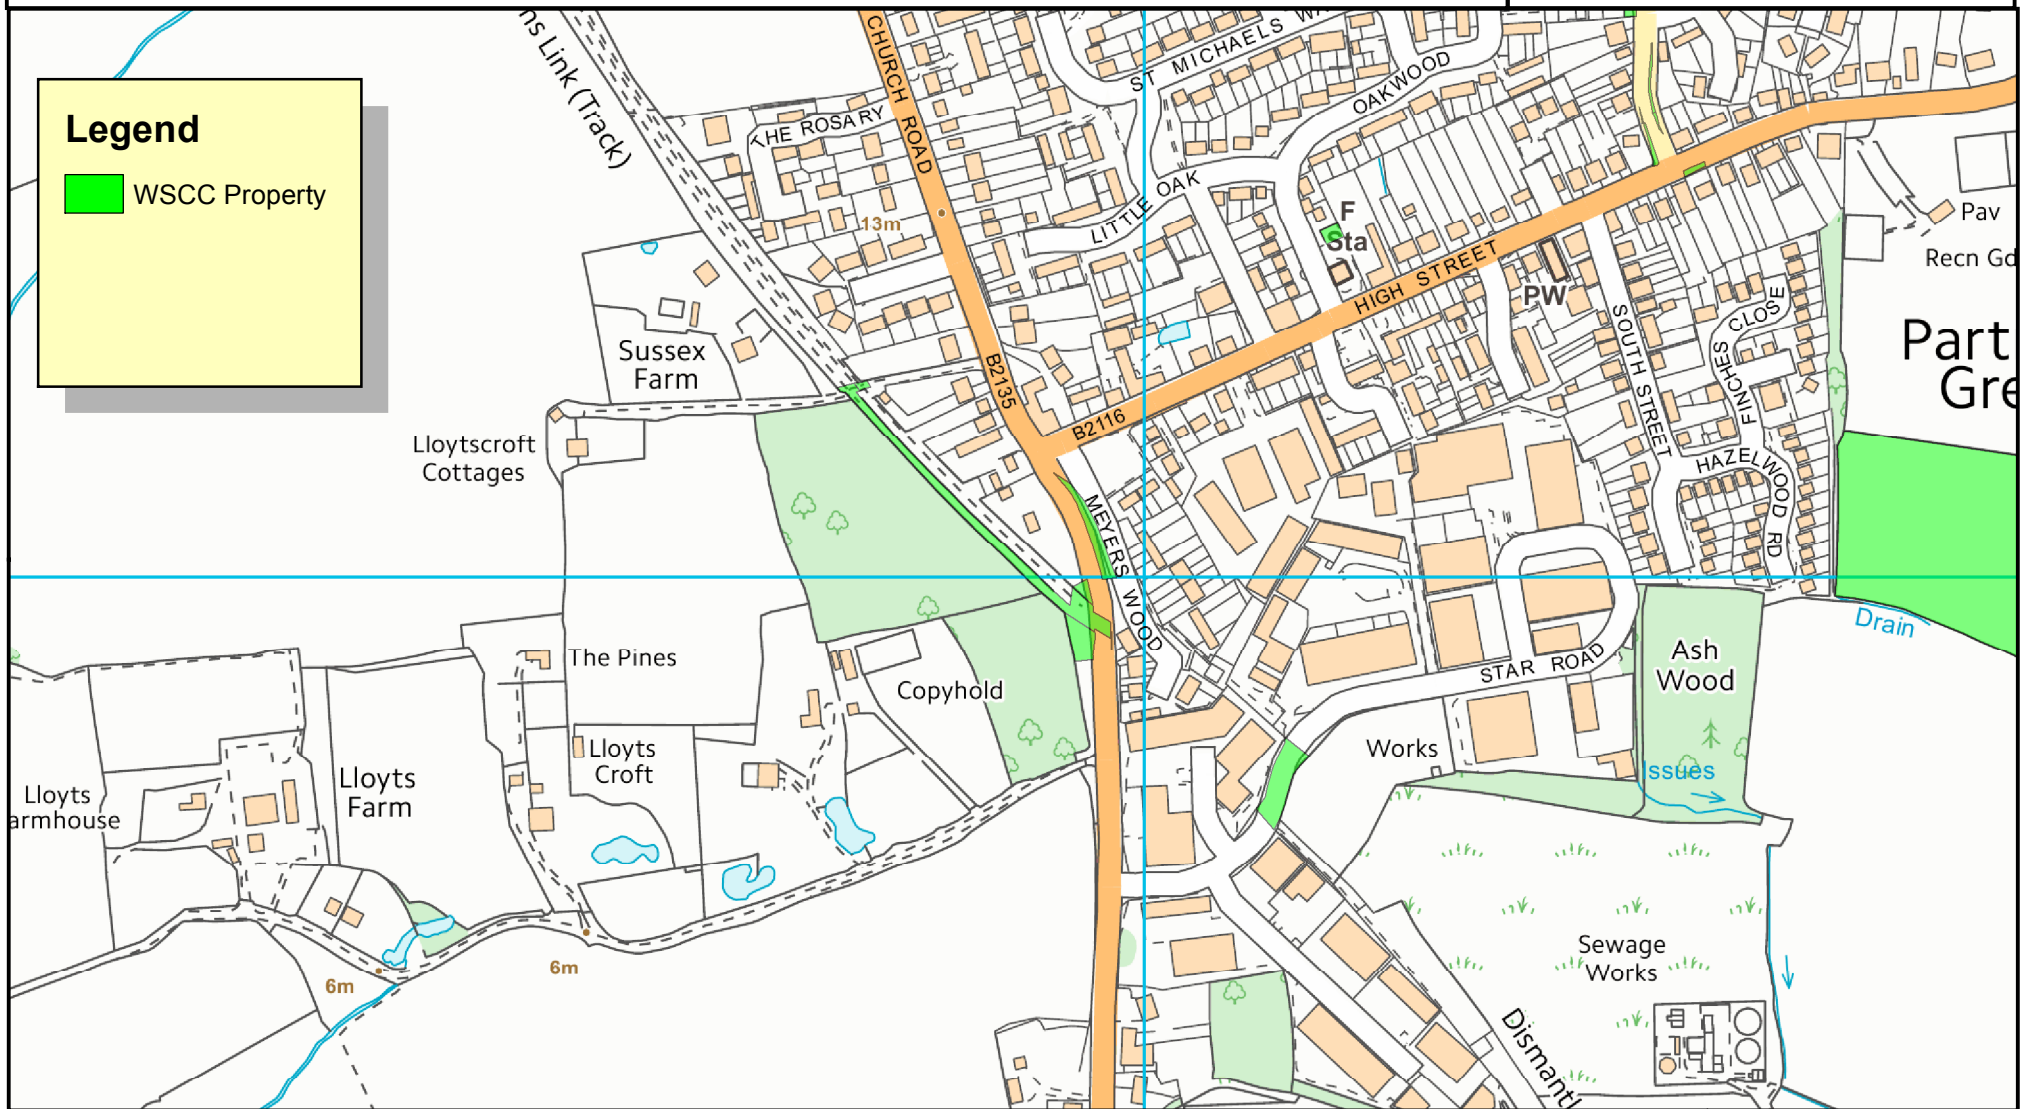 Legend
WSCC Property
ns Link (Track)
CHURCH ROAD
THE ROSARY
ST MICHAELS
OAKWOOD
LITTLE OAK
13m
F
Sta
HIGH STREET
PW
Pav
Recn Gd
SOUTH STREET
FINCHES CLOSE
Part
Gre
Sussex
Farm
B2135
B2116
Lloytscroft
Cottages
HAZELWOOD RD
MEYERS WOOD
Drain
The Pines
Copyhold
STAR ROAD
Ash
Wood
Works
Issues
Lloyts
Croft
Lloyts
Farm
Lloyts
armhouse
6m
6m
Sewage
Works
Dismantl